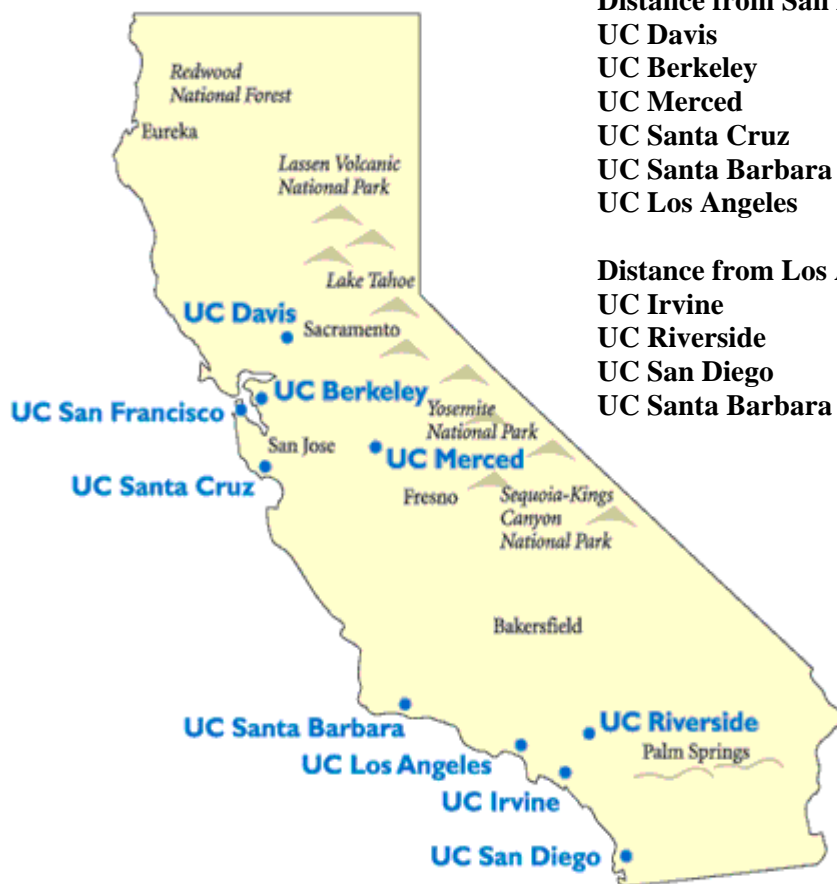 Redwood
National Forest
Eureka
Lassen Volcanic
National Park
Lake Tahoe
UC Davis
Sacramento
UC Berkeley
UC San Francisco
Yosemite
National Park
San Jose
UC Merced
UC Santa Cruz
Fresno
Sequoia-Kings
Canyon
National Park
Bakersfield
UC Santa Barbara
UC Riverside
UC Los Angeles
Palm Springs
UC Irvine
UC San Diego
Distance from San
UC Davis
UC Berkeley
UC Merced
UC Santa Cruz
UC Santa Barbara
UC Los Angeles
Distance from Los
UC Irvine
UC Riverside
UC San Diego
UC Santa Barbara